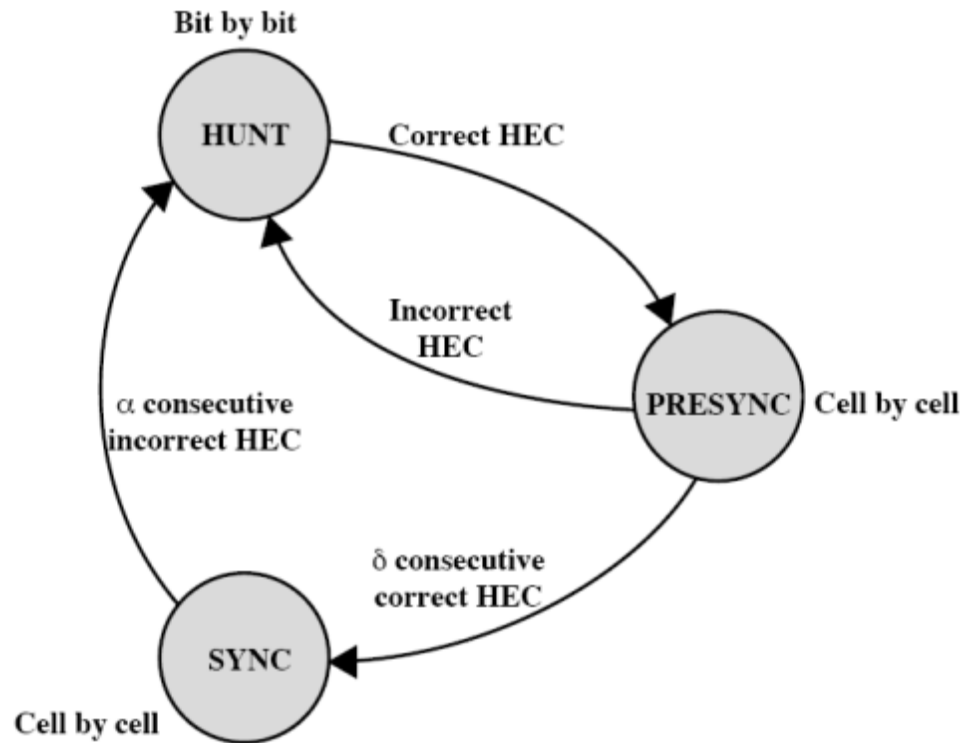 Bit by bit
HUNT
Correct HEC
Incorrect
HEC
PRESYNC
Cell by cell
α consecutive
incorrect HEC
δ consecutive
correct HEC
SYNC
Cell by cell